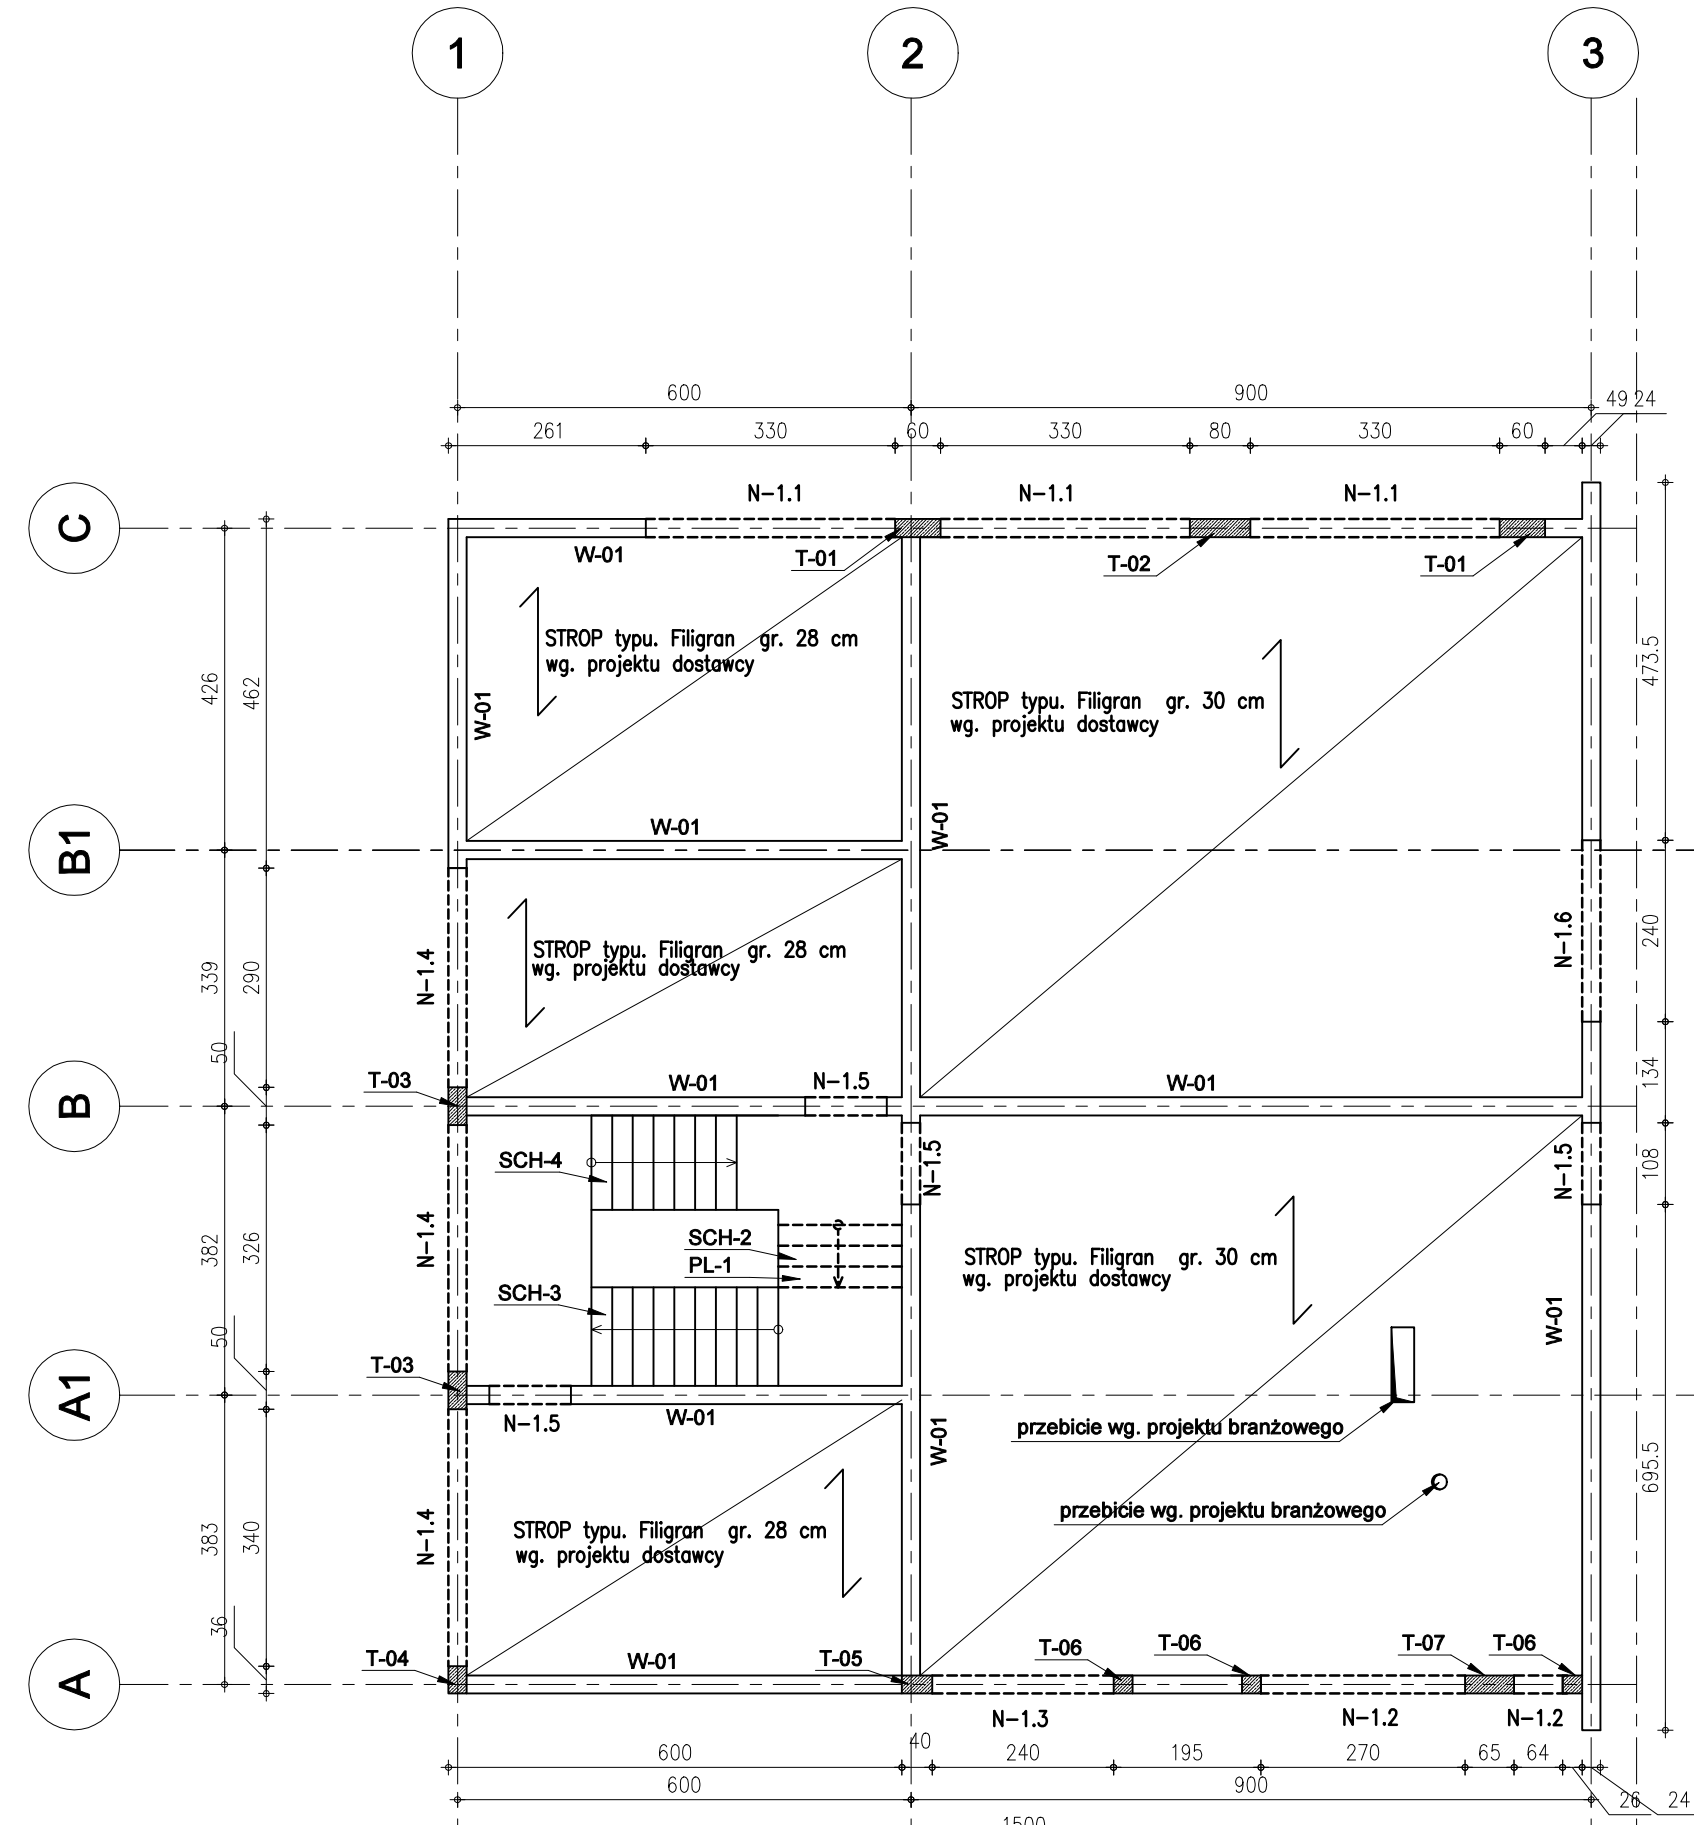 1 2 3
600 900
49 24
261 330 60 330 80 330 60
N-1.1 N-1.1 N-1.1
C
W-01 T-01 T-02 T-01
STROP typu. Filigran gr. 28 cm
wg. projektu dostawcy
STROP typu. Filigran gr. 30 cm
wg. projektu dostawcy
426 462 W-01 473.5
W-01 W-01
B1
STROP typu. Filigran gr. 28 cm
wg. projektu dostawcy
339 290 N-1.4 N-1.6 240
50
T-03 W-01 N-1.5 W-01 134
B
SCH-4 N-1.5 N-1.5 108
382 326 N-1.4
SCH-2
PL-1
SCH-3
STROP typu. Filigran gr. 30 cm
wg. projektu dostawcy
W-01
50
T-03
A1
N-1.5 W-01 W-01
przebicie wg. projektu branżowego
695.5
przebicie wg. projektu branżowego
383 340 N-1.4
STROP typu. Filigran gr. 28 cm
wg. projektu dostawcy
36
T-04 W-01 T-05 T-06 T-06 T-07 T-06
A
N-1.3 N-1.2 N-1.2
600 40 240 195 270 65 64
600 900 26 24
1500